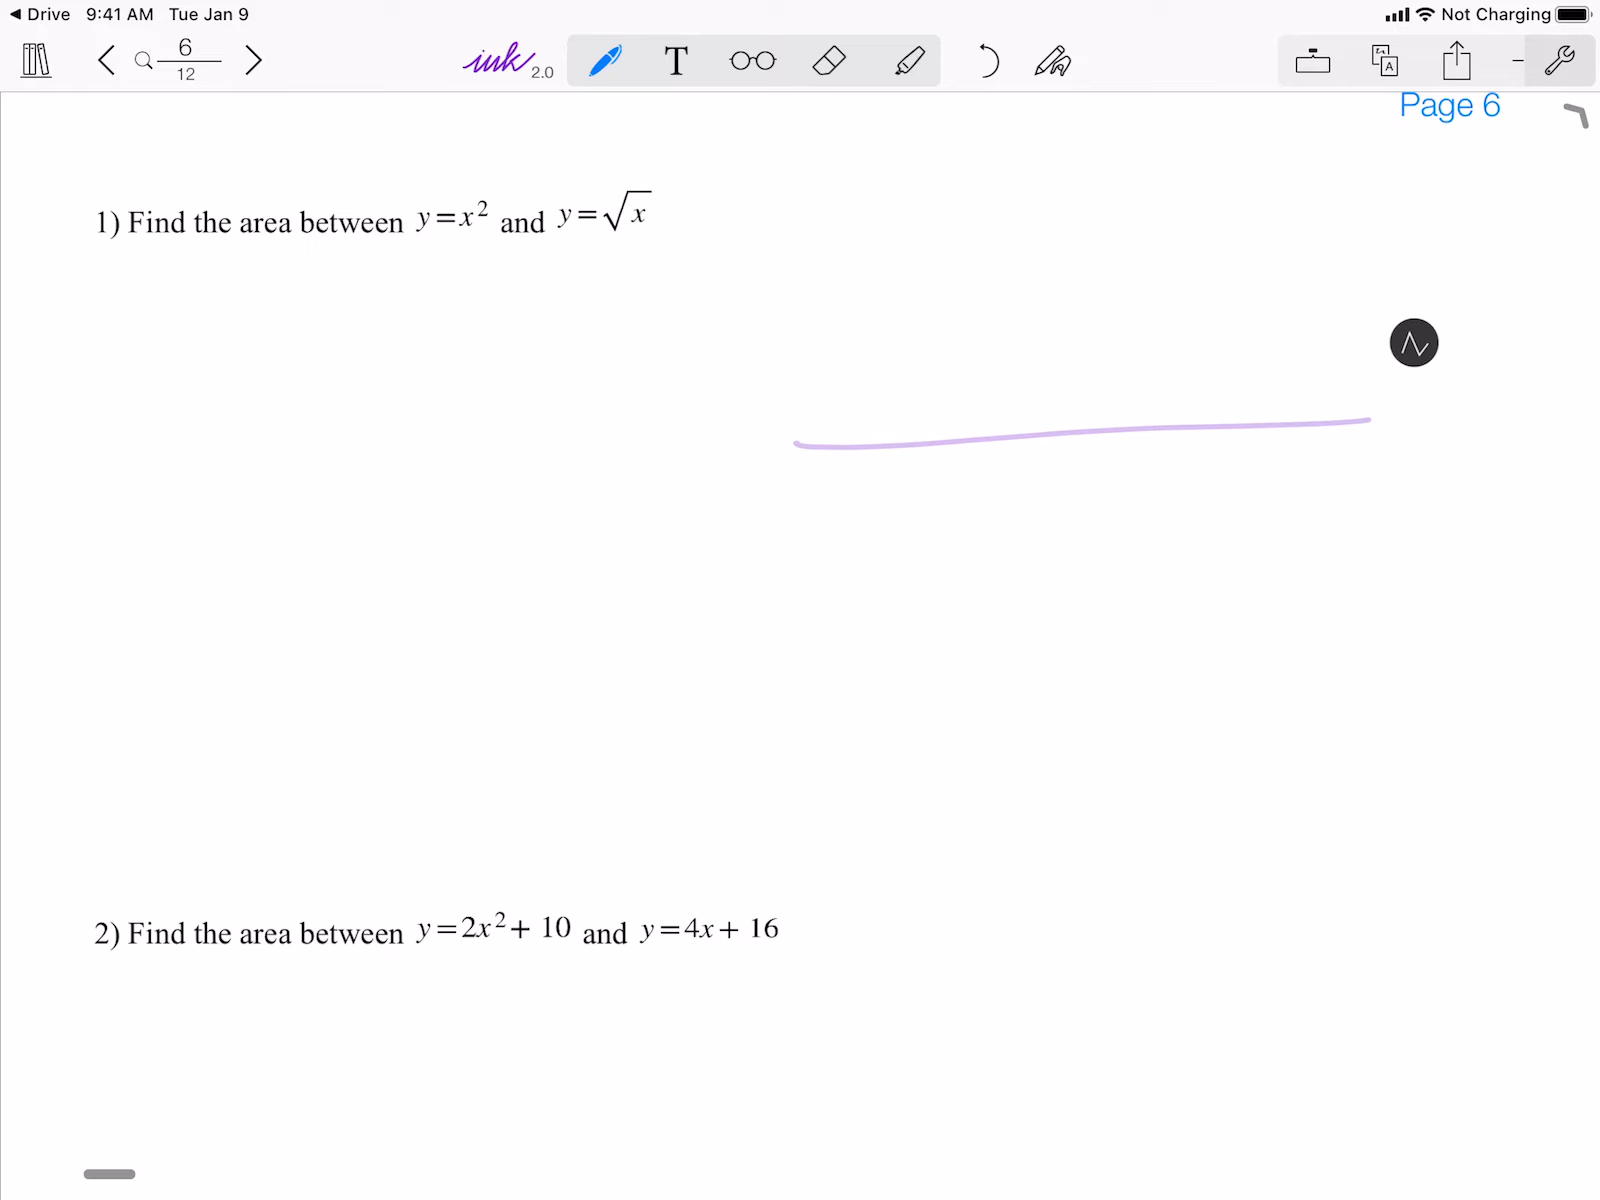 ◀ Drive 9:41 AM Tue Jan 9 Not Charging
6
12
ink 2.0 T A
Page 6
1) Find the area between y=x² and y=√x
2) Find the area between y=2x²+ 10 and y=4x+ 16